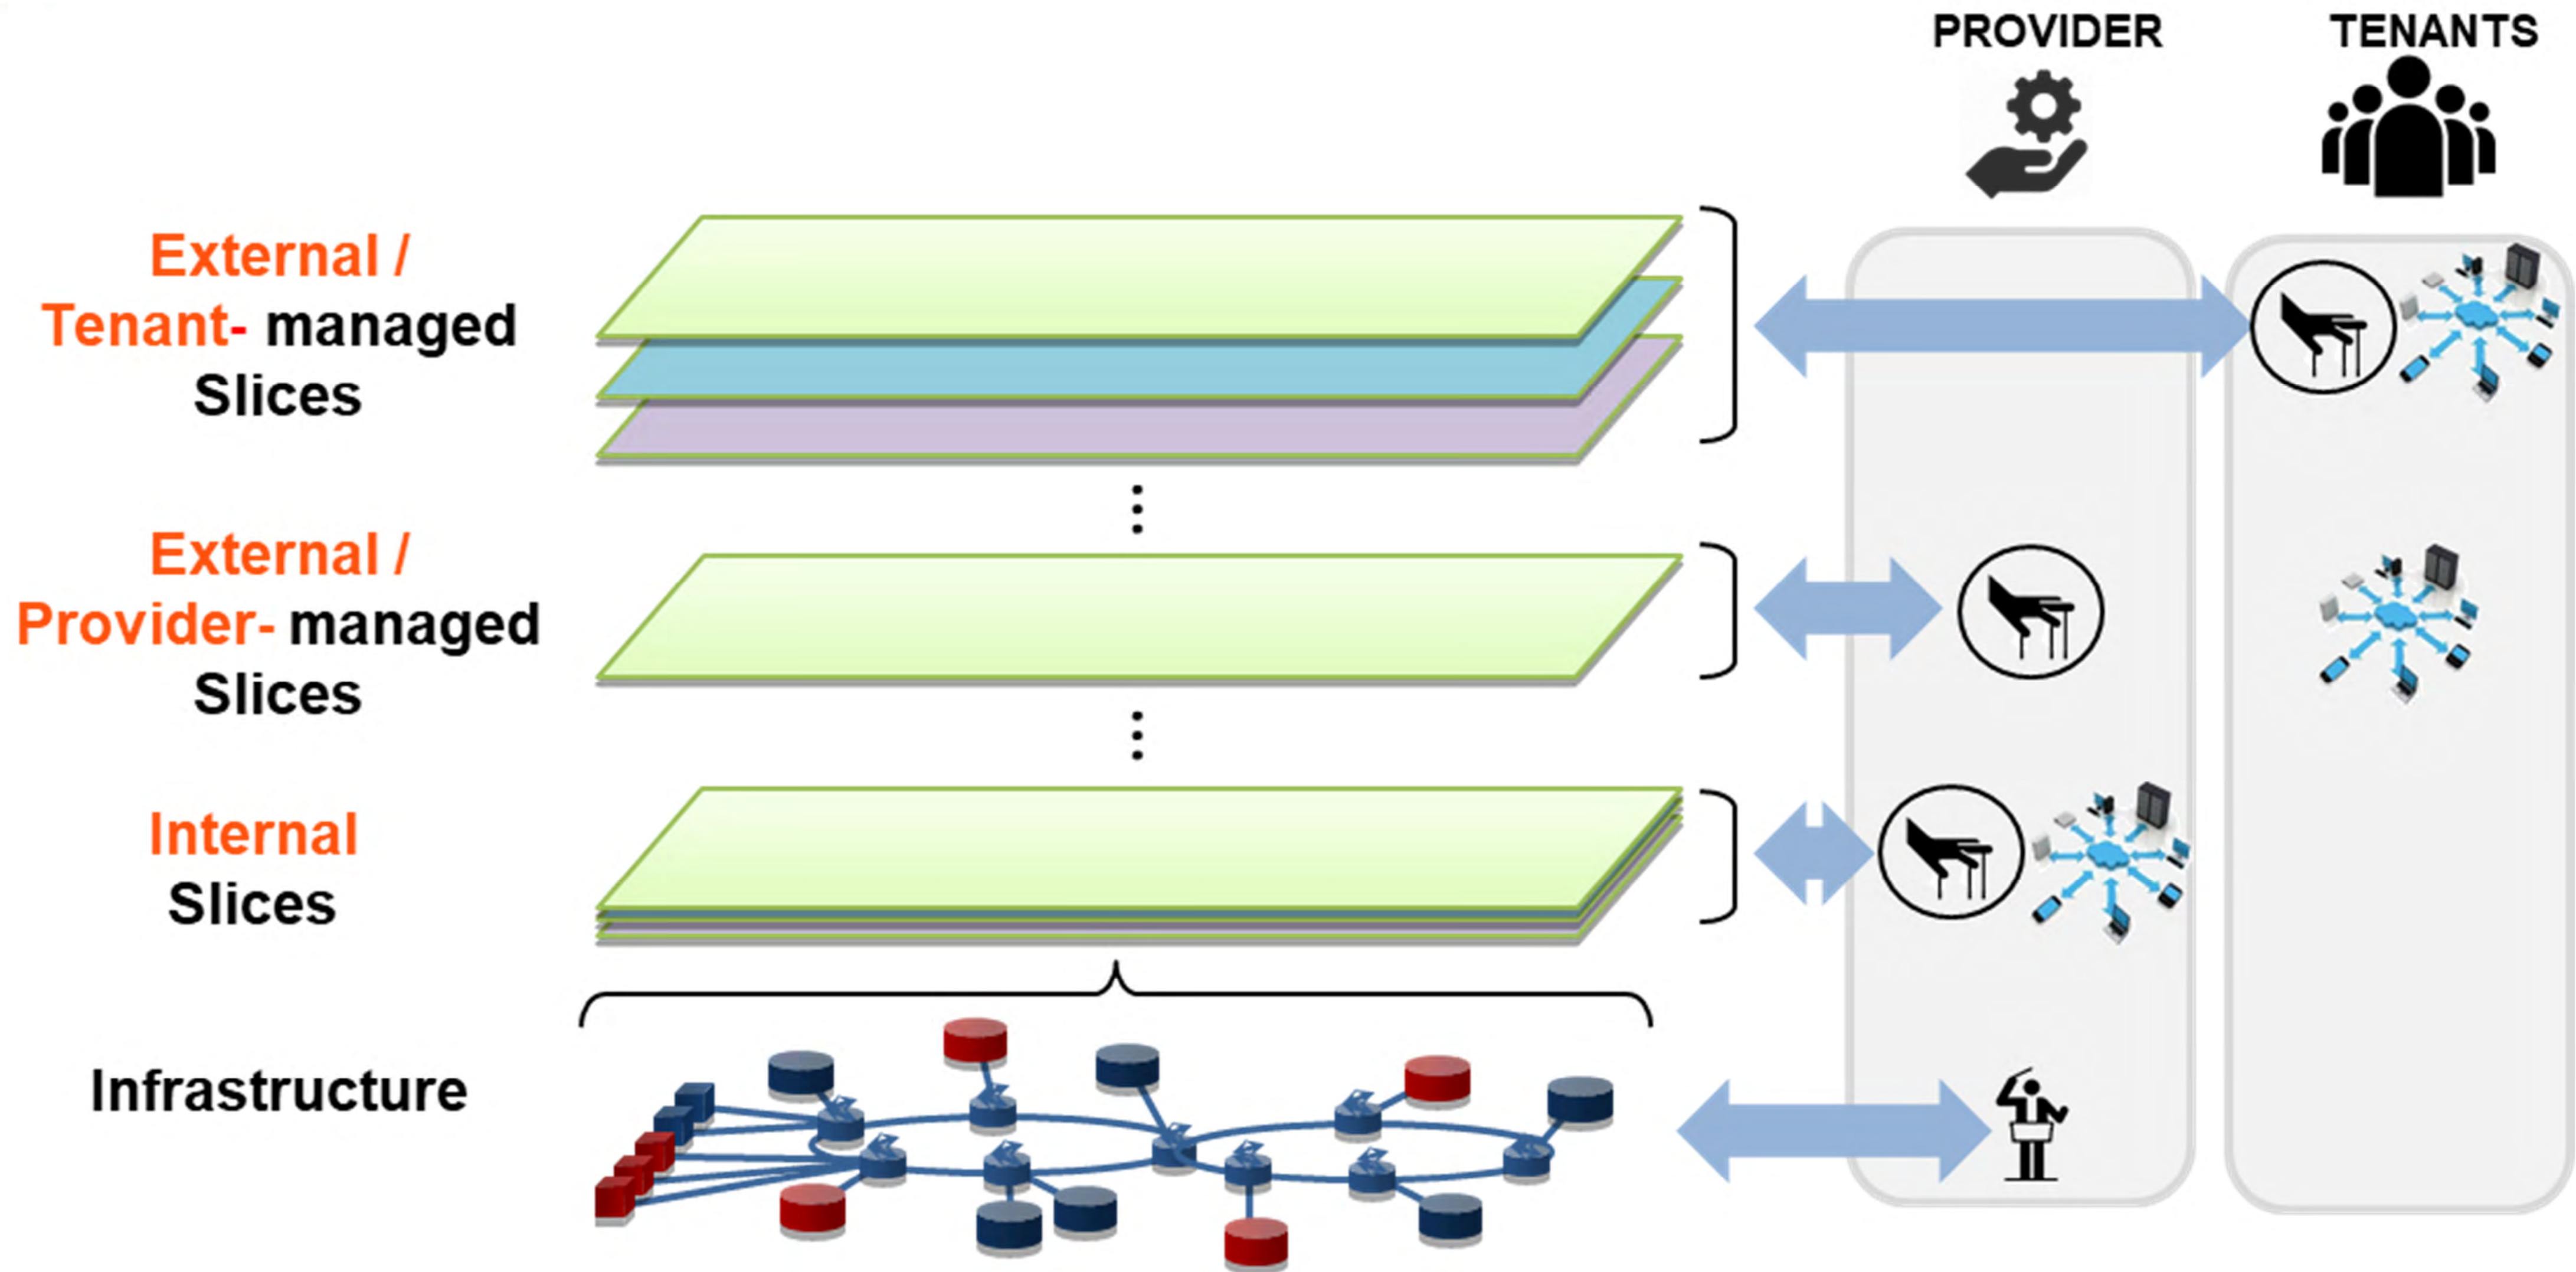 PROVIDER
TENANTS
External /
Tenant- managed
Slices
External /
Provider- managed
Slices
Internal
Slices
Infrastructure